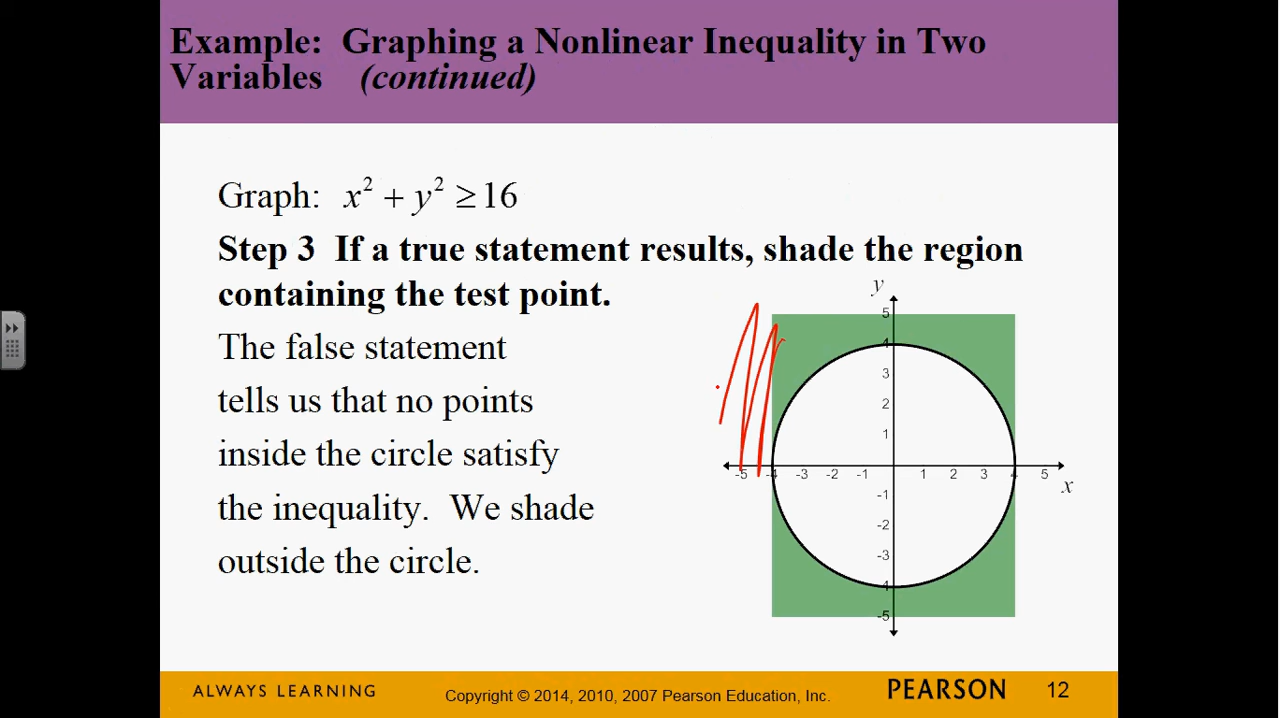 Example: Graphing a Nonlinear Inequality in Two
Variables (continued)
Graph: x² + y² ≥ 16
Step 3 If a true statement results, shade the region
containing the test point.
The false statement
tells us that no points
inside the circle satisfy
the inequality. We shade
outside the circle.
y
5
4
3
2
1
-5 -4 -3 -2 -1 1 2 3 4 5
x
-1
-2
-3
-4
-5
ALWAYS LEARNING
Copyright © 2014, 2010, 2007 Pearson Education, Inc.
PEARSON
12